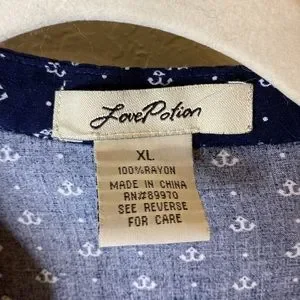 LovePotion
XL
100%RAYON
MADE IN CHINA
RN#89970
SEE REVERSE
FOR CARE